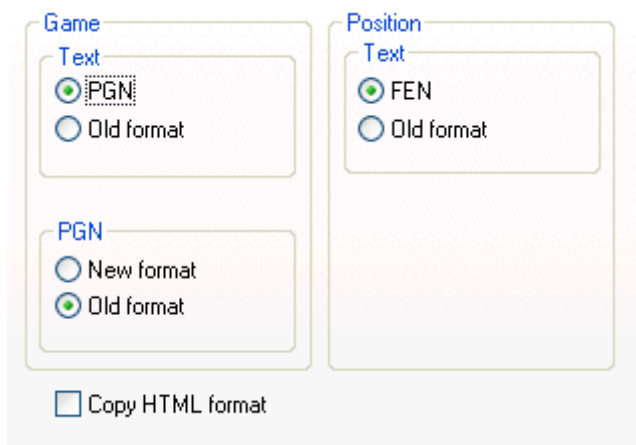 Game
Text
PGN
Old format
PGN
New format
Old format
Position
Text
FEN
Old format
Copy HTML format